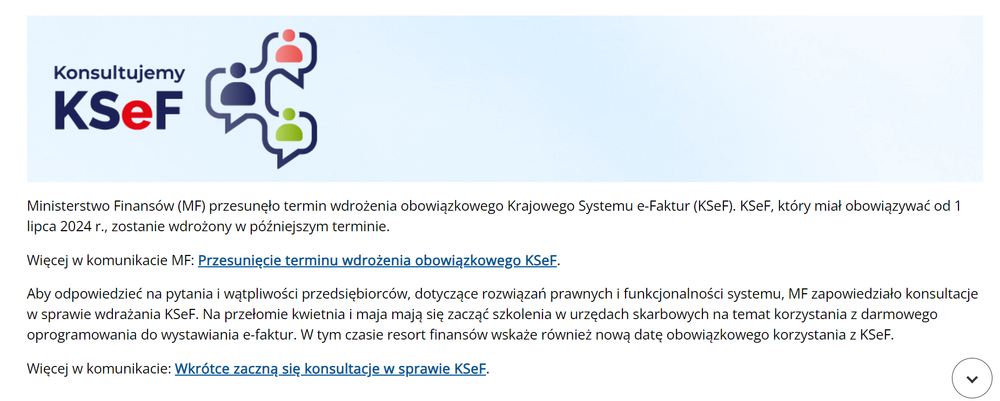 Konsultujemy
KSeF
Ministerstwo Finansów (MF) przesunęło termin wdrożenia obowiązkowego Krajowego Systemu e-Faktur (KSeF). KSeF, który miał obowiązywać od 1
lipca 2024 r., zostanie wdrożony w późniejszym terminie.
Więcej w komunikacie MF: Przesunięcie terminu wdrożenia obowiązkowego KSeF.
Aby odpowiedzieć na pytania i wątpliwości przedsiębiorców, dotyczące rozwiązań prawnych i funkcjonalności systemu, MF zapowiedziało konsultacje
w sprawie wdrażania KSeF. Na przełomie kwietnia i maja mają się zacząć szkolenia w urzędach skarbowych na temat korzystania z darmowego
oprogramowania do wystawiania e-faktur. W tym czasie resort finansów wskaże również nową datę obowiązkowego korzystania z KSeF.
Więcej w komunikacie: Wkrótce zaczną się konsultacje w sprawie KSeF.